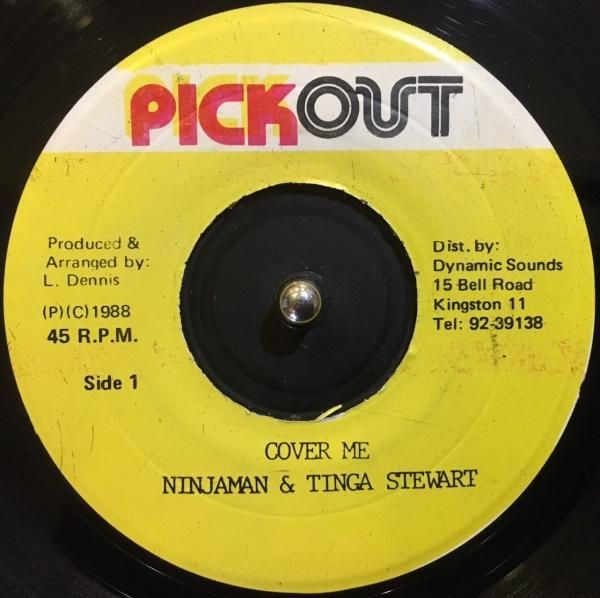 PICKOUT
Produced &
Arranged by:
L. Dennis
(P)(C)1988
45 R.P.M.
Side 1
Dist. by:
Dynamic Sounds
15 Bell Road
Kingston 11
Tel: 92-39138
COVER ME
NINJAMAN & TINGA STEWART